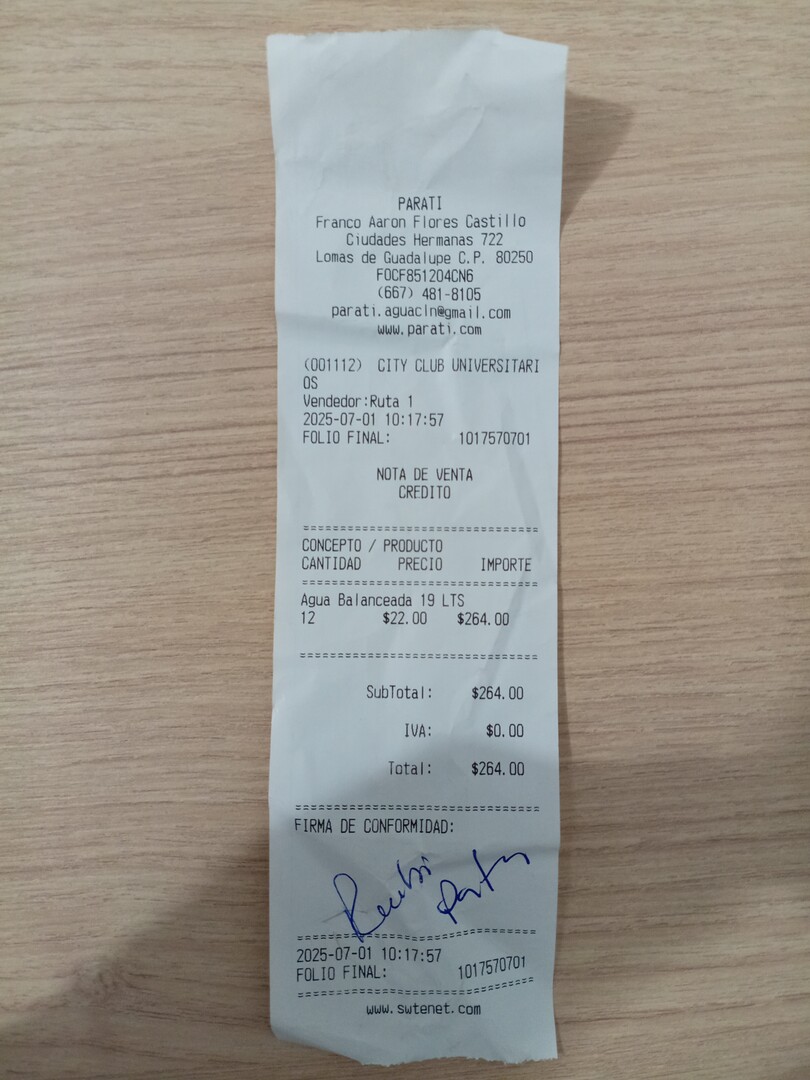 PARATI
Franco Aaron Flores Castillo
Ciudades Hermanas 722
Lomas de Guadalupe C.P. 80250
FOCF851204CN6
(667) 481-8105
parati.aguacln@gmail.com
www.parati.com
(001112) CITY CLUB UNIVERSITARI
OS
Vendedor:Ruta 1
2025-07-01 10:17:57
FOLIO FINAL: 1017570701
NOTA DE VENTA
CREDITO
CONCEPTO / PRODUCTO
CANTIDAD PRECIO IMPORTE
Agua Balanceada 19 LTS
12 $22.00 $264.00
SubTotal: $264.00
IVA: $0.00
Total: $264.00
FIRMA DE CONFORMIDAD:
2025-07-01 10:17:57
FOLIO FINAL: 1017570701
www.swtenet.com